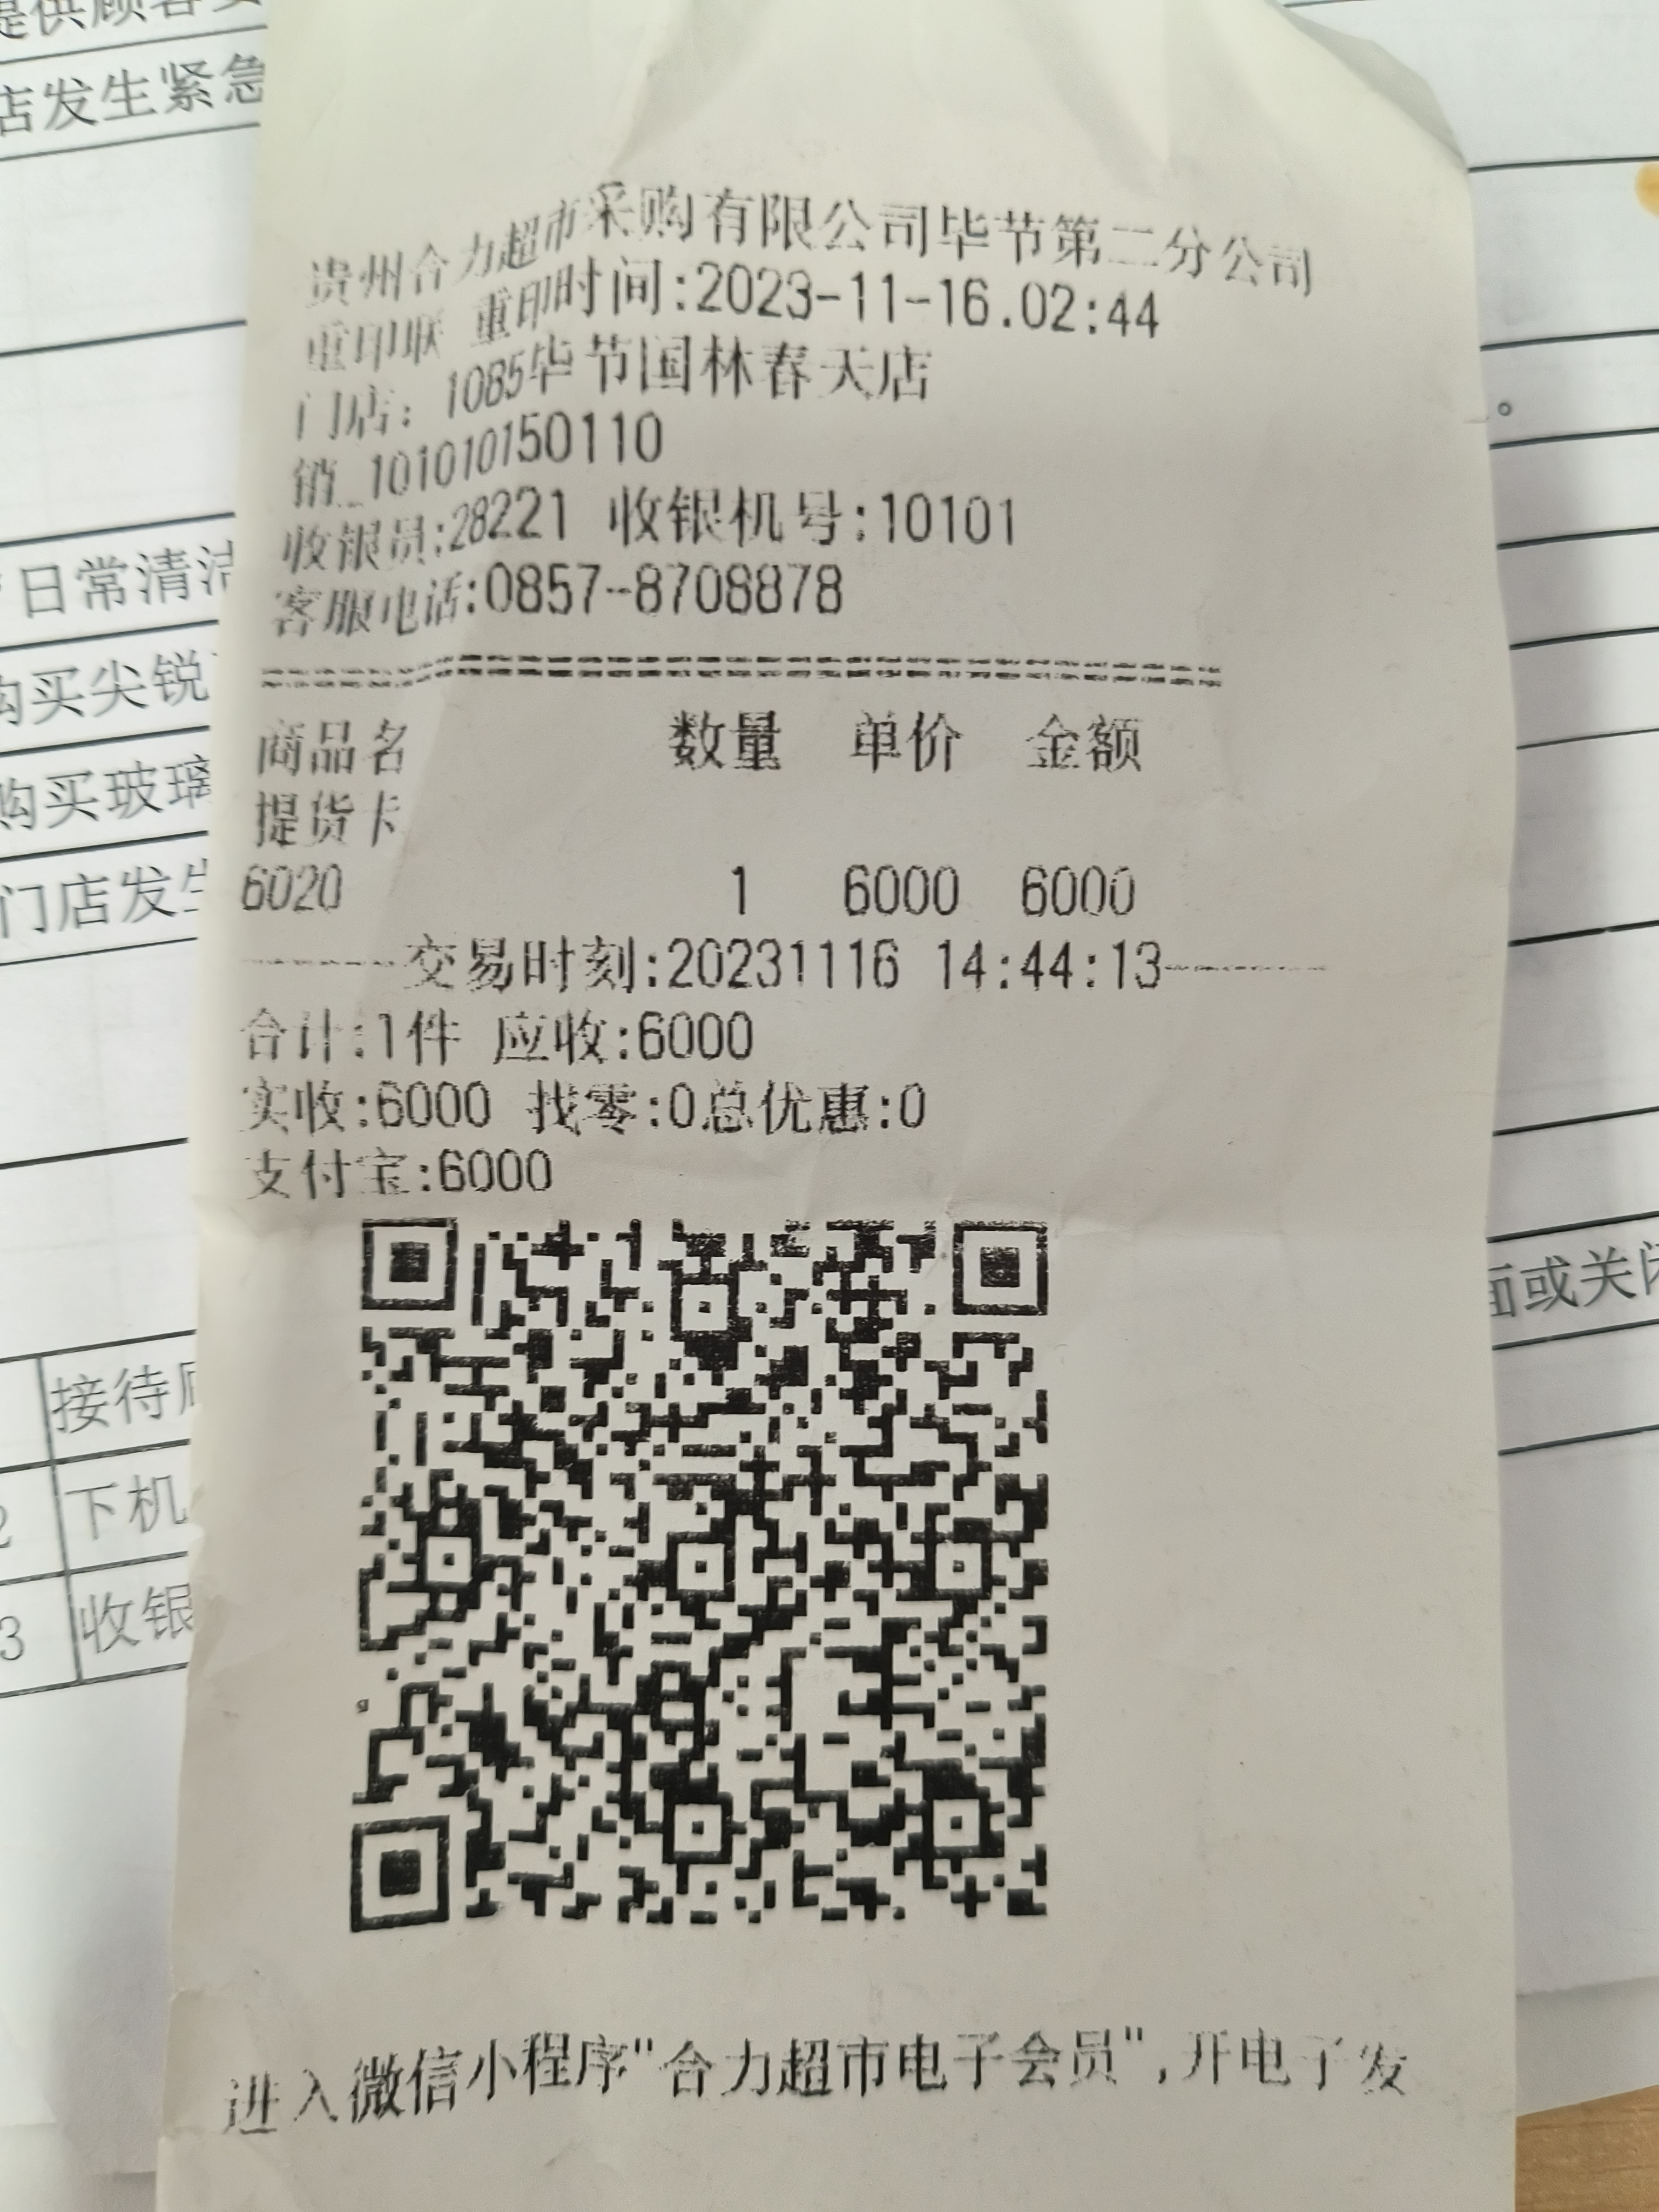 贵州合力超市采购有限公司毕节第二分公司
重印联 重印时间:2023-11-16.02:44
门店: 1085毕节国林春天店
销_101010150110
收银员:28221 收银机号:10101
客服电话:0857-8708878
商品名 数量 单价 金额
提货卡
6020 1 6000 6000
------交易时刻:20231116 14:44:13------
合计:1件 应收:6000
实收:6000 找零:0总优惠:0
支付宝:6000
进入微信小程序"合力超市电子会员",开电子发
店发生紧急
日常清洁
购买尖锐
购买玻璃
门店发生
接待
2 下机
3 收银
面或关闭
。